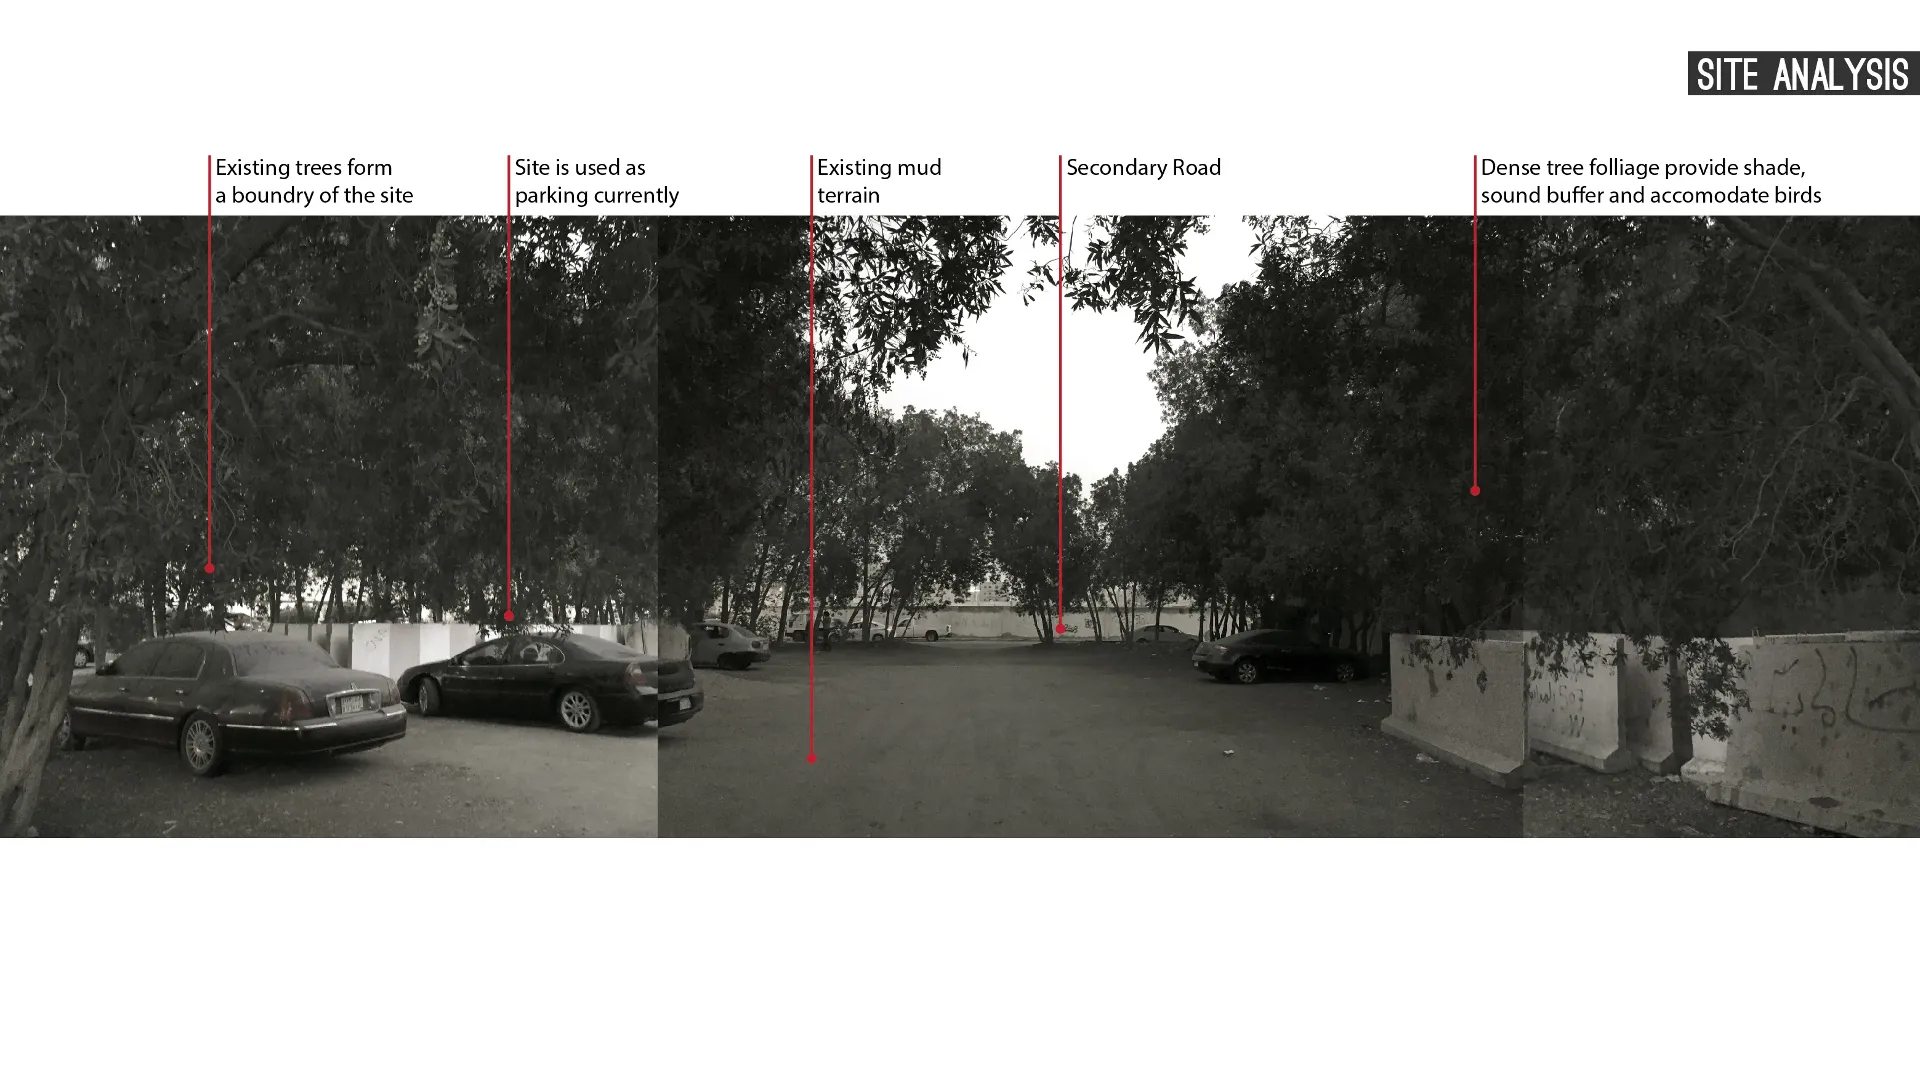 SITE ANALYSIS
Existing trees form
a boundry of the site
Site is used as
parking currently
Existing mud
terrain
Secondary Road
Dense tree folliage provide shade,
sound buffer and accomodate birds